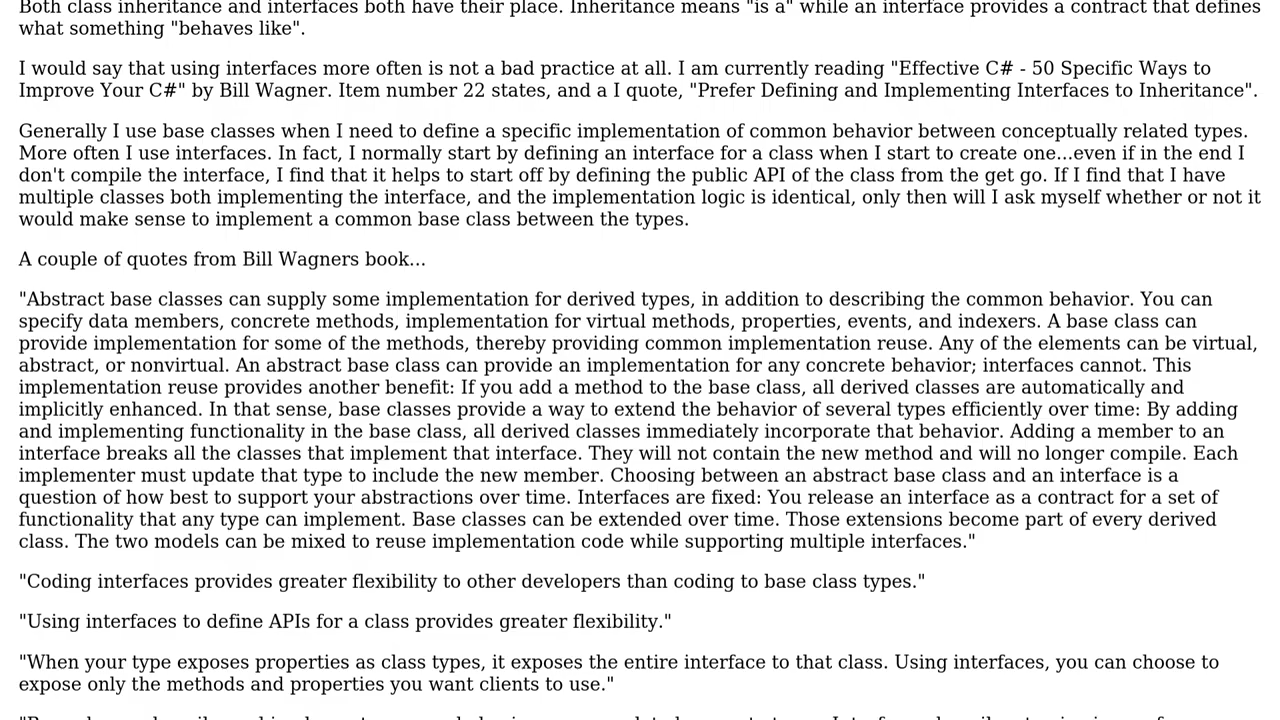 Both class inheritance and interfaces both have their place. Inheritance means "is a" while an interface provides a contract that defines
what something "behaves like".
I would say that using interfaces more often is not a bad practice at all. I am currently reading "Effective C# - 50 Specific Ways to
Improve Your C#" by Bill Wagner. Item number 22 states, and a I quote, "Prefer Defining and Implementing Interfaces to Inheritance".
Generally I use base classes when I need to define a specific implementation of common behavior between conceptually related types.
More often I use interfaces. In fact, I normally start by defining an interface for a class when I start to create one...even if in the end I
don't compile the interface, I find that it helps to start off by defining the public API of the class from the get go. If I find that I have
multiple classes both implementing the interface, and the implementation logic is identical, only then will I ask myself whether or not it
would make sense to implement a common base class between the types.
A couple of quotes from Bill Wagners book...
"Abstract base classes can supply some implementation for derived types, in addition to describing the common behavior. You can
specify data members, concrete methods, implementation for virtual methods, properties, events, and indexers. A base class can
provide implementation for some of the methods, thereby providing common implementation reuse. Any of the elements can be virtual,
abstract, or nonvirtual. An abstract base class can provide an implementation for any concrete behavior; interfaces cannot. This
implementation reuse provides another benefit: If you add a method to the base class, all derived classes are automatically and
implicitly enhanced. In that sense, base classes provide a way to extend the behavior of several types efficiently over time: By adding
and implementing functionality in the base class, all derived classes immediately incorporate that behavior. Adding a member to an
interface breaks all the classes that implement that interface. They will not contain the new method and will no longer compile. Each
implementer must update that type to include the new member. Choosing between an abstract base class and an interface is a
question of how best to support your abstractions over time. Interfaces are fixed: You release an interface as a contract for a set of
functionality that any type can implement. Base classes can be extended over time. Those extensions become part of every derived
class. The two models can be mixed to reuse implementation code while supporting multiple interfaces."
"Coding interfaces provides greater flexibility to other developers than coding to base class types."
"Using interfaces to define APIs for a class provides greater flexibility."
"When your type exposes properties as class types, it exposes the entire interface to that class. Using interfaces, you can choose to
expose only the methods and properties you want clients to use."